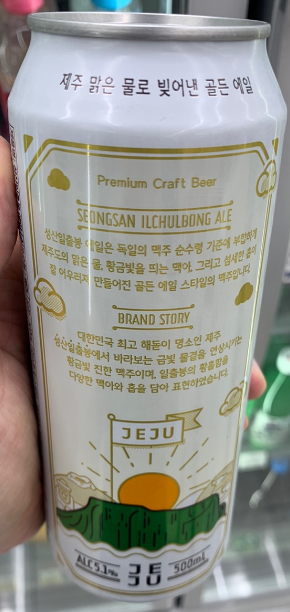 제주 맑은 물로 빚어낸 골든 에일
Premium Craft Beer
SEONGSAN ILCHULBONG ALE
성산일출봉 에일은 독일의 맥주 순수령 기준에 부합하게
제주도의 맑은 물, 황금빛을 띄는 맥아, 그리고 섬세한 홉이
잘 어우러져 만들어진 골든 에일 스타일의 맥주입니다.
BRAND STORY
대한민국 최고 해돋이 명소인 제주
성산일출봉에서 바라보는 금빛 물결을 연상시키는
황금빛 진한 맥주이며, 일출봉의 황홀함을
다양한 맥아와 홉을 담아 표현하였습니다.
JEJU
ALC 5.1%
JE
JU
500mL